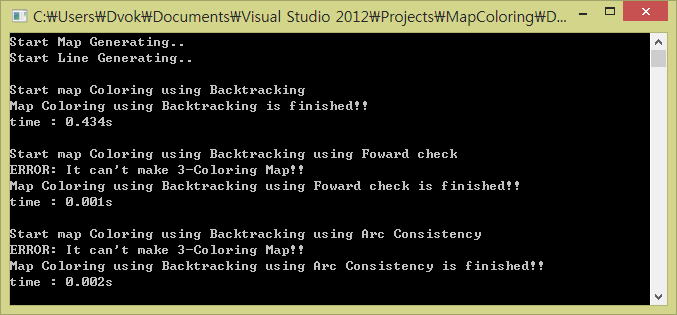 C:₩Users₩Dvok₩Documents₩Visual Studio 2012₩Projects₩MapColoring₩D...
Start Map Generating..
Start Line Generating..
Start map Coloring using Backtracking
Map Coloring using Backtracking is finished!!
time : 0.434s
Start map Coloring using Backtracking using Foward check
ERROR: It can't make 3-Coloring Map!!
Map Coloring using Backtracking using Foward check is finished!!
time : 0.001s
Start map Coloring using Backtracking using Arc Consistency
ERROR: It can't make 3-Coloring Map!!
Map Coloring using Backtracking using Arc Consistency is finished!!
time : 0.002s